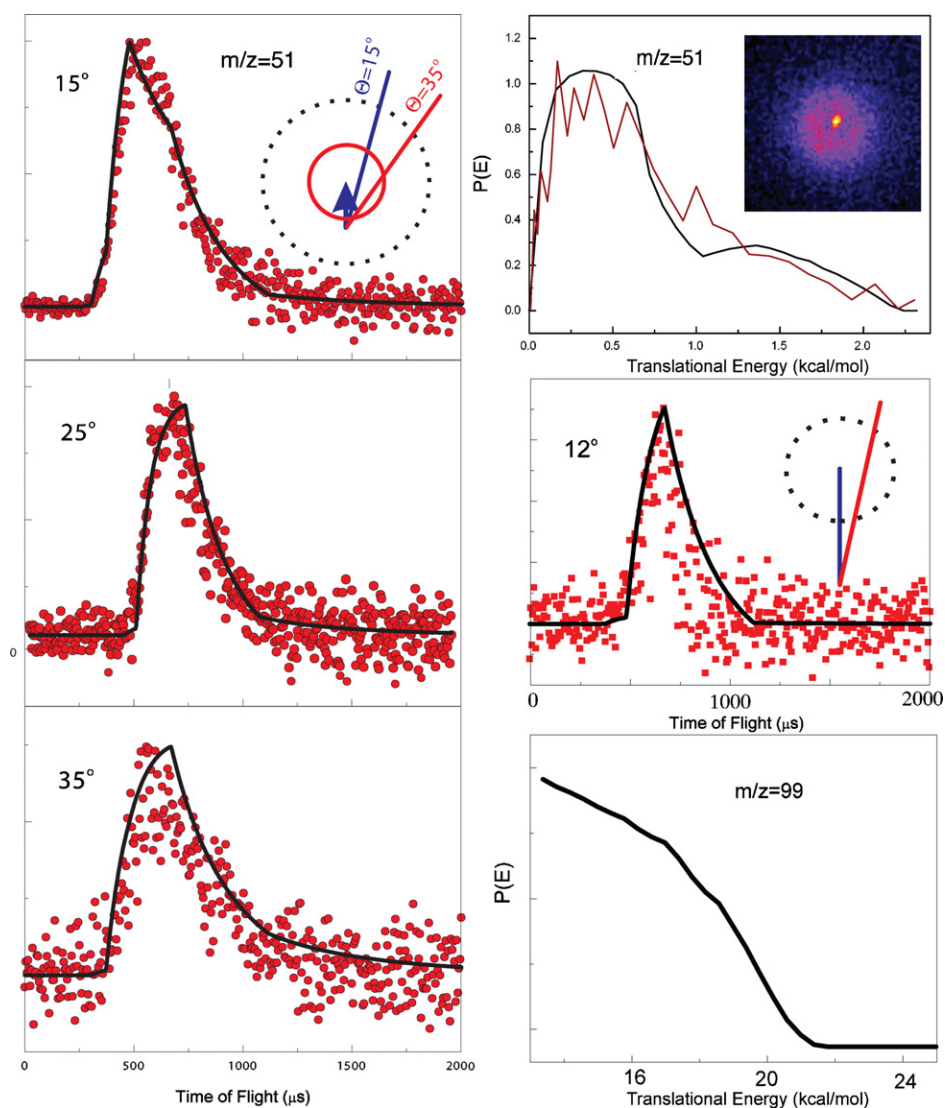 15°
m/z=51
Θ=15°
Θ=35°
25°
0
35°
0
500
1000
1500
2000
Time of Flight (μs)
1.2
1.0
0.8
0.6
0.4
0.2
0.0
P(E)
m/z=51
0.0
0.5
1.0
1.5
2.0
Translational Energy (kcal/mol)
12°
0
1000
2000
Time of Flight (μs)
P(E)
m/z=99
16
20
24
Translational Energy (kcal/mol)